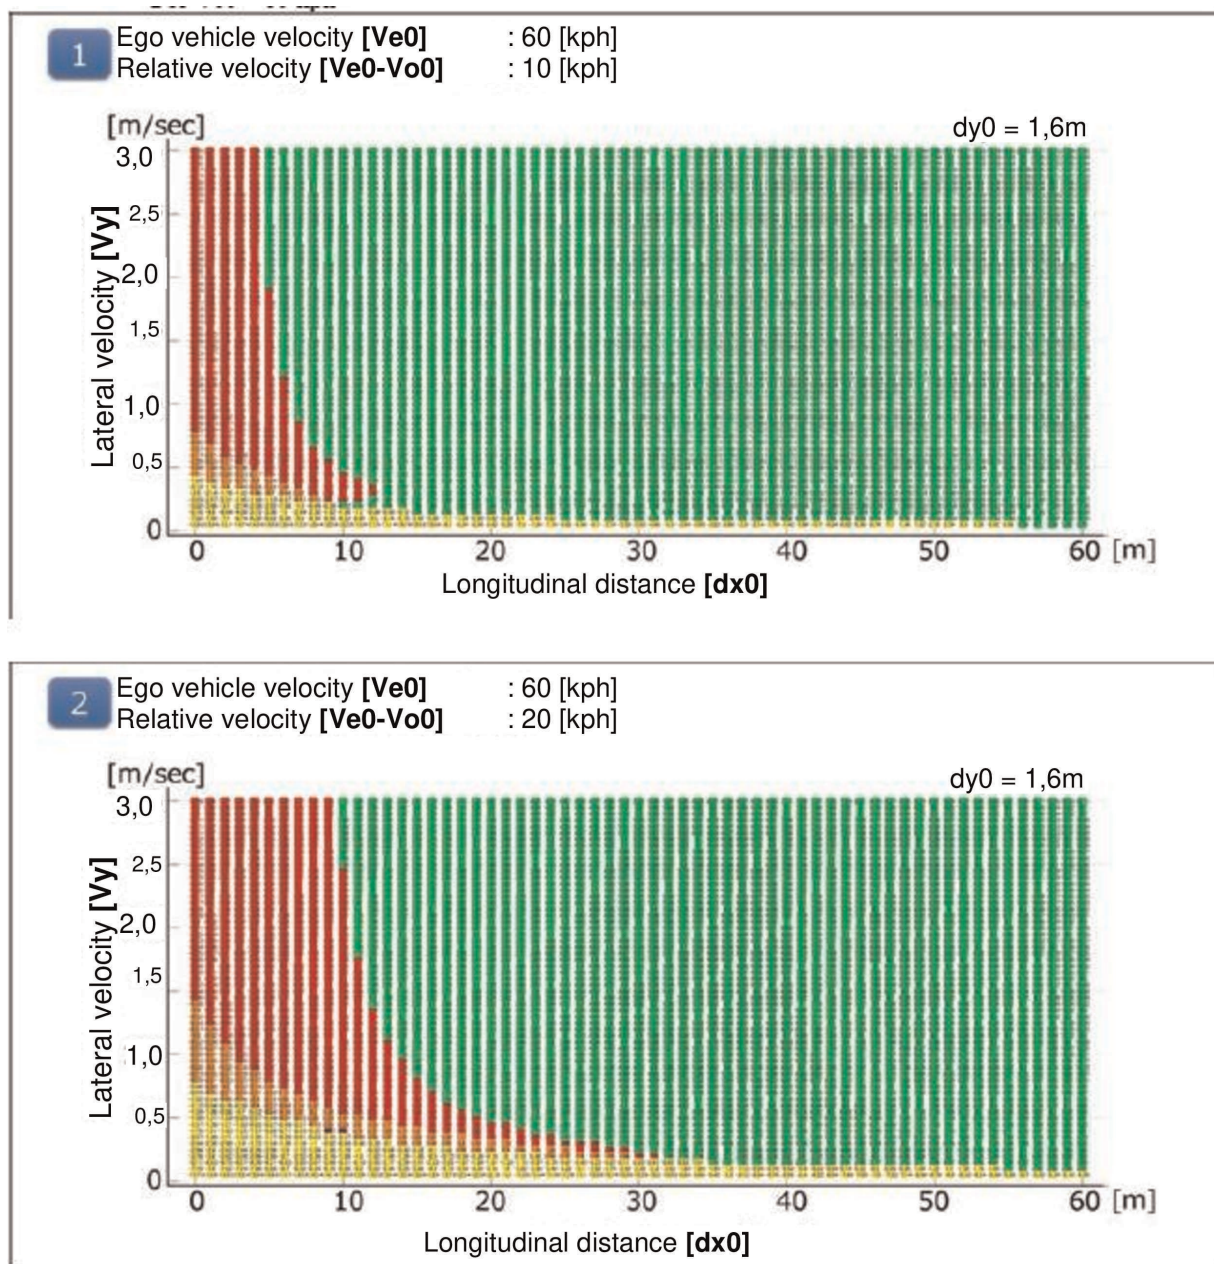 1
Ego vehicle velocity [Ve0] : 60 [kph]
Relative velocity [Ve0-Vo0] : 10 [kph]
[m/sec]
dy0 = 1,6m
3,0
2,5
2,0
1,5
1,0
0,5
0
Lateral velocity [Vy]
0 10 20 30 40 50 60 [m]
Longitudinal distance [dx0]
2
Ego vehicle velocity [Ve0] : 60 [kph]
Relative velocity [Ve0-Vo0] : 20 [kph]
[m/sec]
dy0 = 1,6m
3,0
2,5
2,0
1,5
1,0
0,5
0
Lateral velocity [Vy]
0 10 20 30 40 50 60 [m]
Longitudinal distance [dx0]